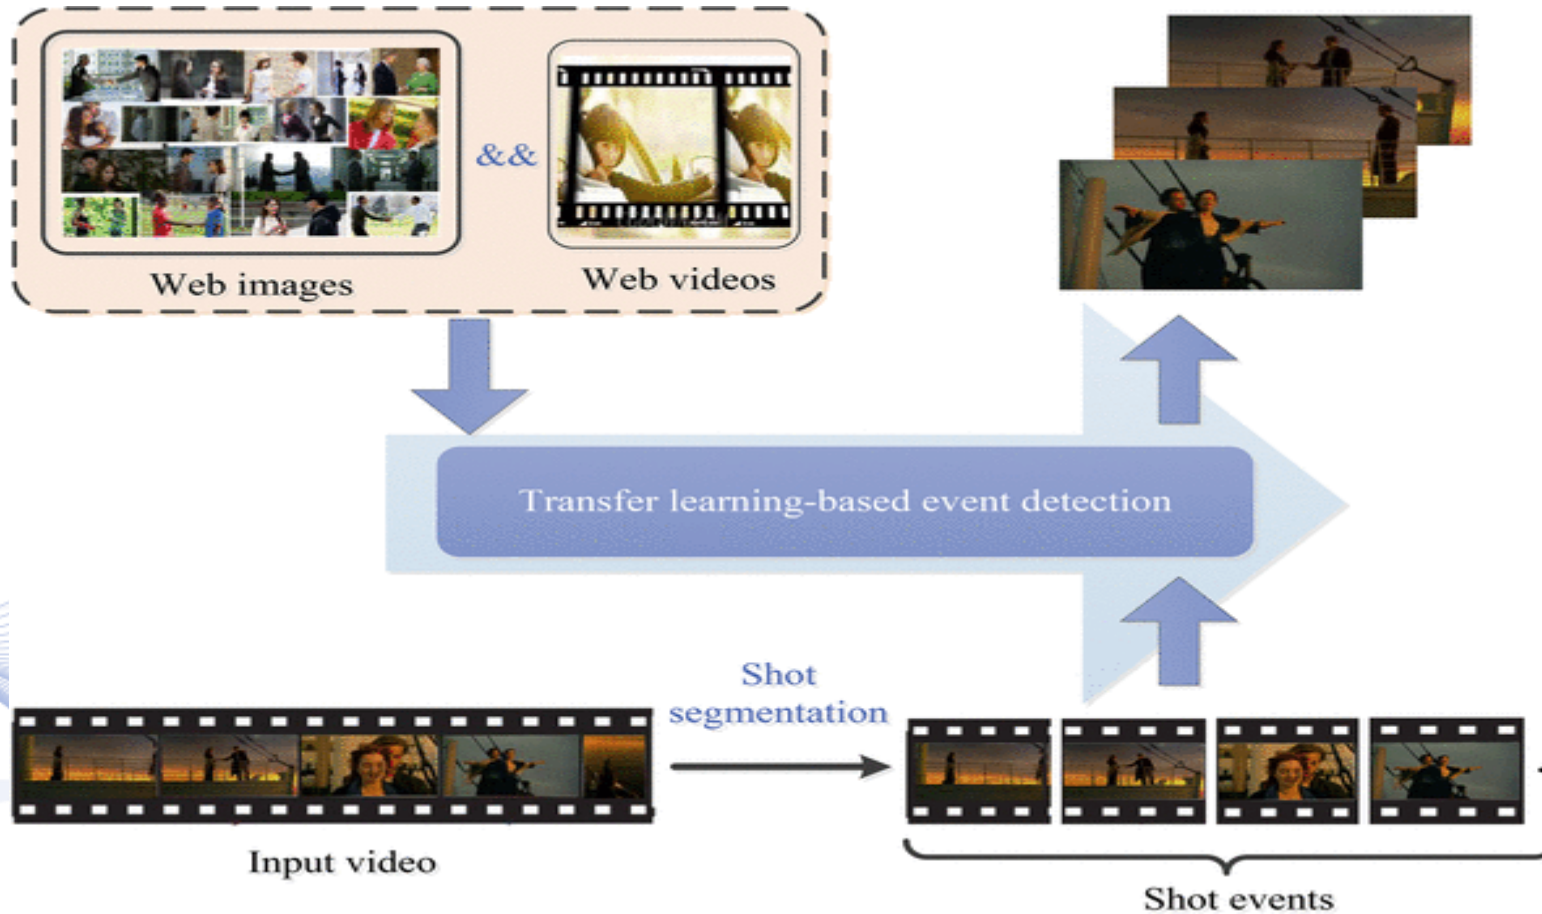 &&
Web images
Web videos
Transfer learning-based event detection
Shot
segmentation
Input video
Shot events